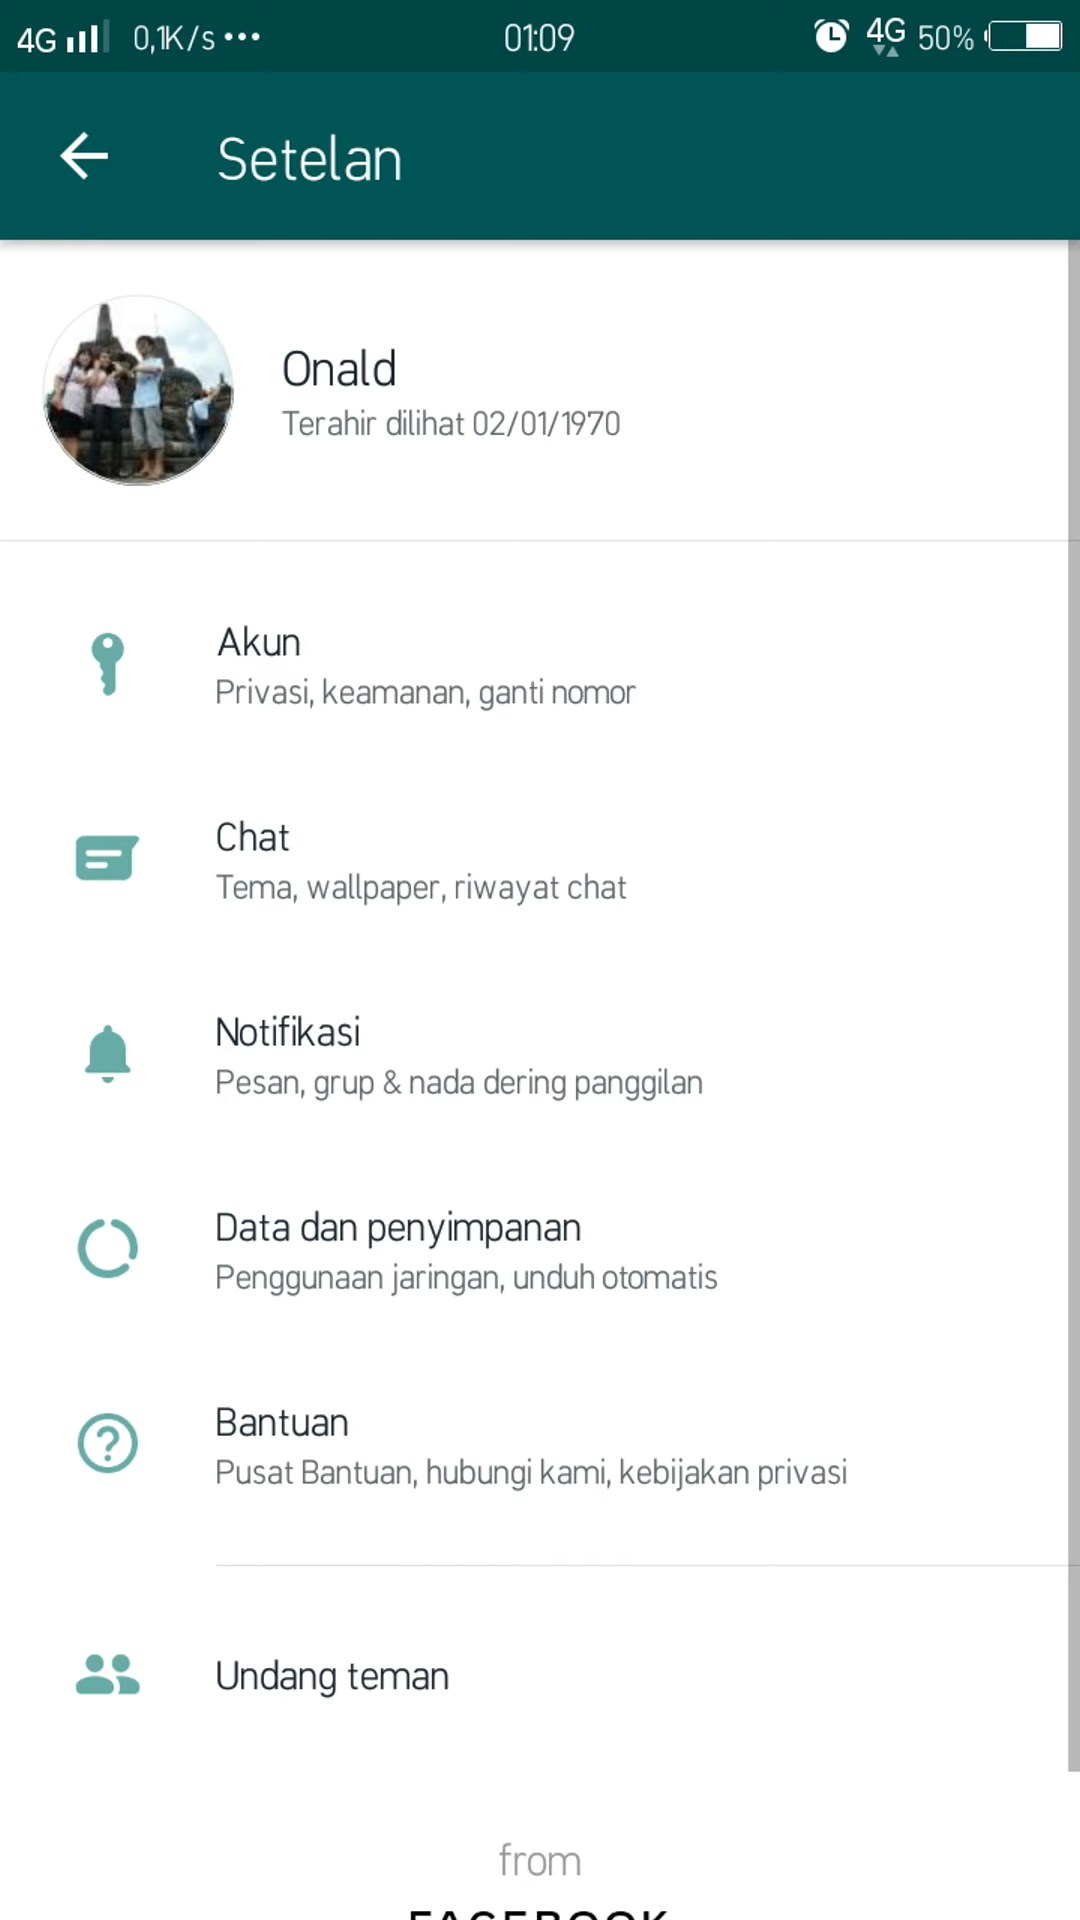 4G 0,1K/s ••• 01:09 4G 50%
Setelan
Onald
Terahir dilihat 02/01/1970
Akun
Privasi, keamanan, ganti nomor
Chat
Tema, wallpaper, riwayat chat
Notifikasi
Pesan, grup & nada dering panggilan
Data dan penyimpanan
Penggunaan jaringan, unduh otomatis
Bantuan
Pusat Bantuan, hubungi kami, kebijakan privasi
Undang teman
from
FACEBOOK